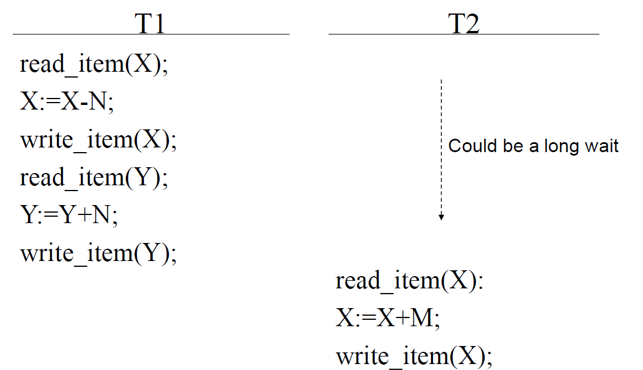 T1
T2
read_item(X);
X:=X-N;
write_item(X);
read_item(Y);
Y:=Y+N;
write_item(Y);
Could be a long wait
read_item(X):
X:=X+M;
write_item(X);